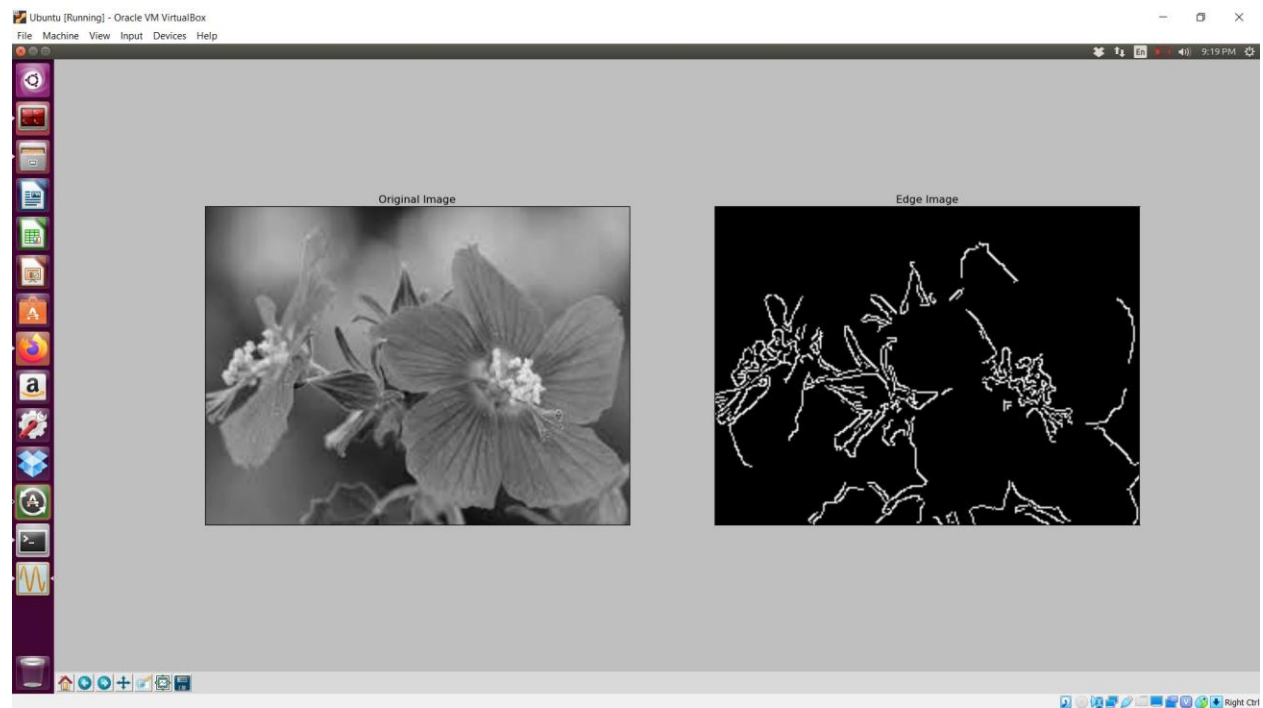 Ubuntu [Running] - Oracle VM VirtualBox
File Machine View Input Devices Help
En 9:19 PM
Original Image
Edge Image
Right Ctrl